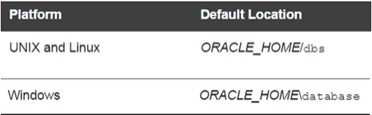 Platform Default Location
UNIX and Linux ORACLE_HOME/dbs
Windows ORACLE_HOME\database